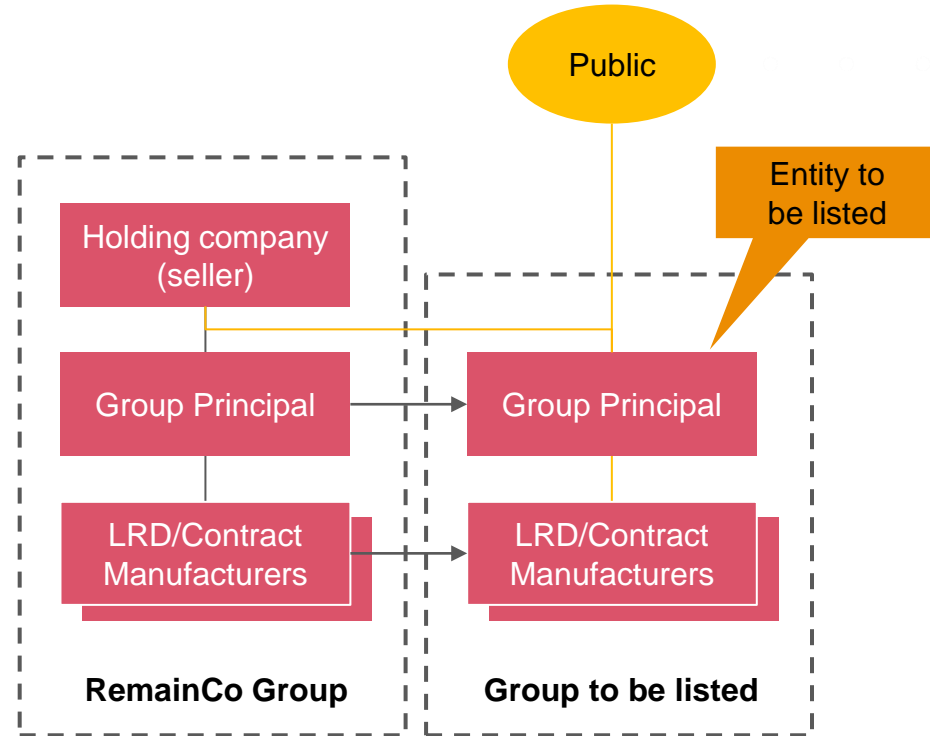 Public
Entity to
be listed
Holding company
(seller)
Group Principal
Group Principal
LRD/Contract
Manufacturers
LRD/Contract
Manufacturers
RemainCo Group
Group to be listed